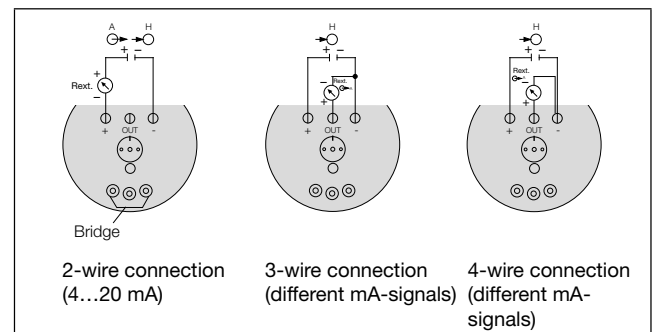 A H
+ −
+
Rext.
−
+ OUT -
Bridge
2-wire connection
(4…20 mA)
H
+ −
− Rext.
+
+ OUT -
3-wire connection
(different mA-signals)
H
+ −
Rext.
−
+
+ OUT -
4-wire connection
(different mA-
signals)